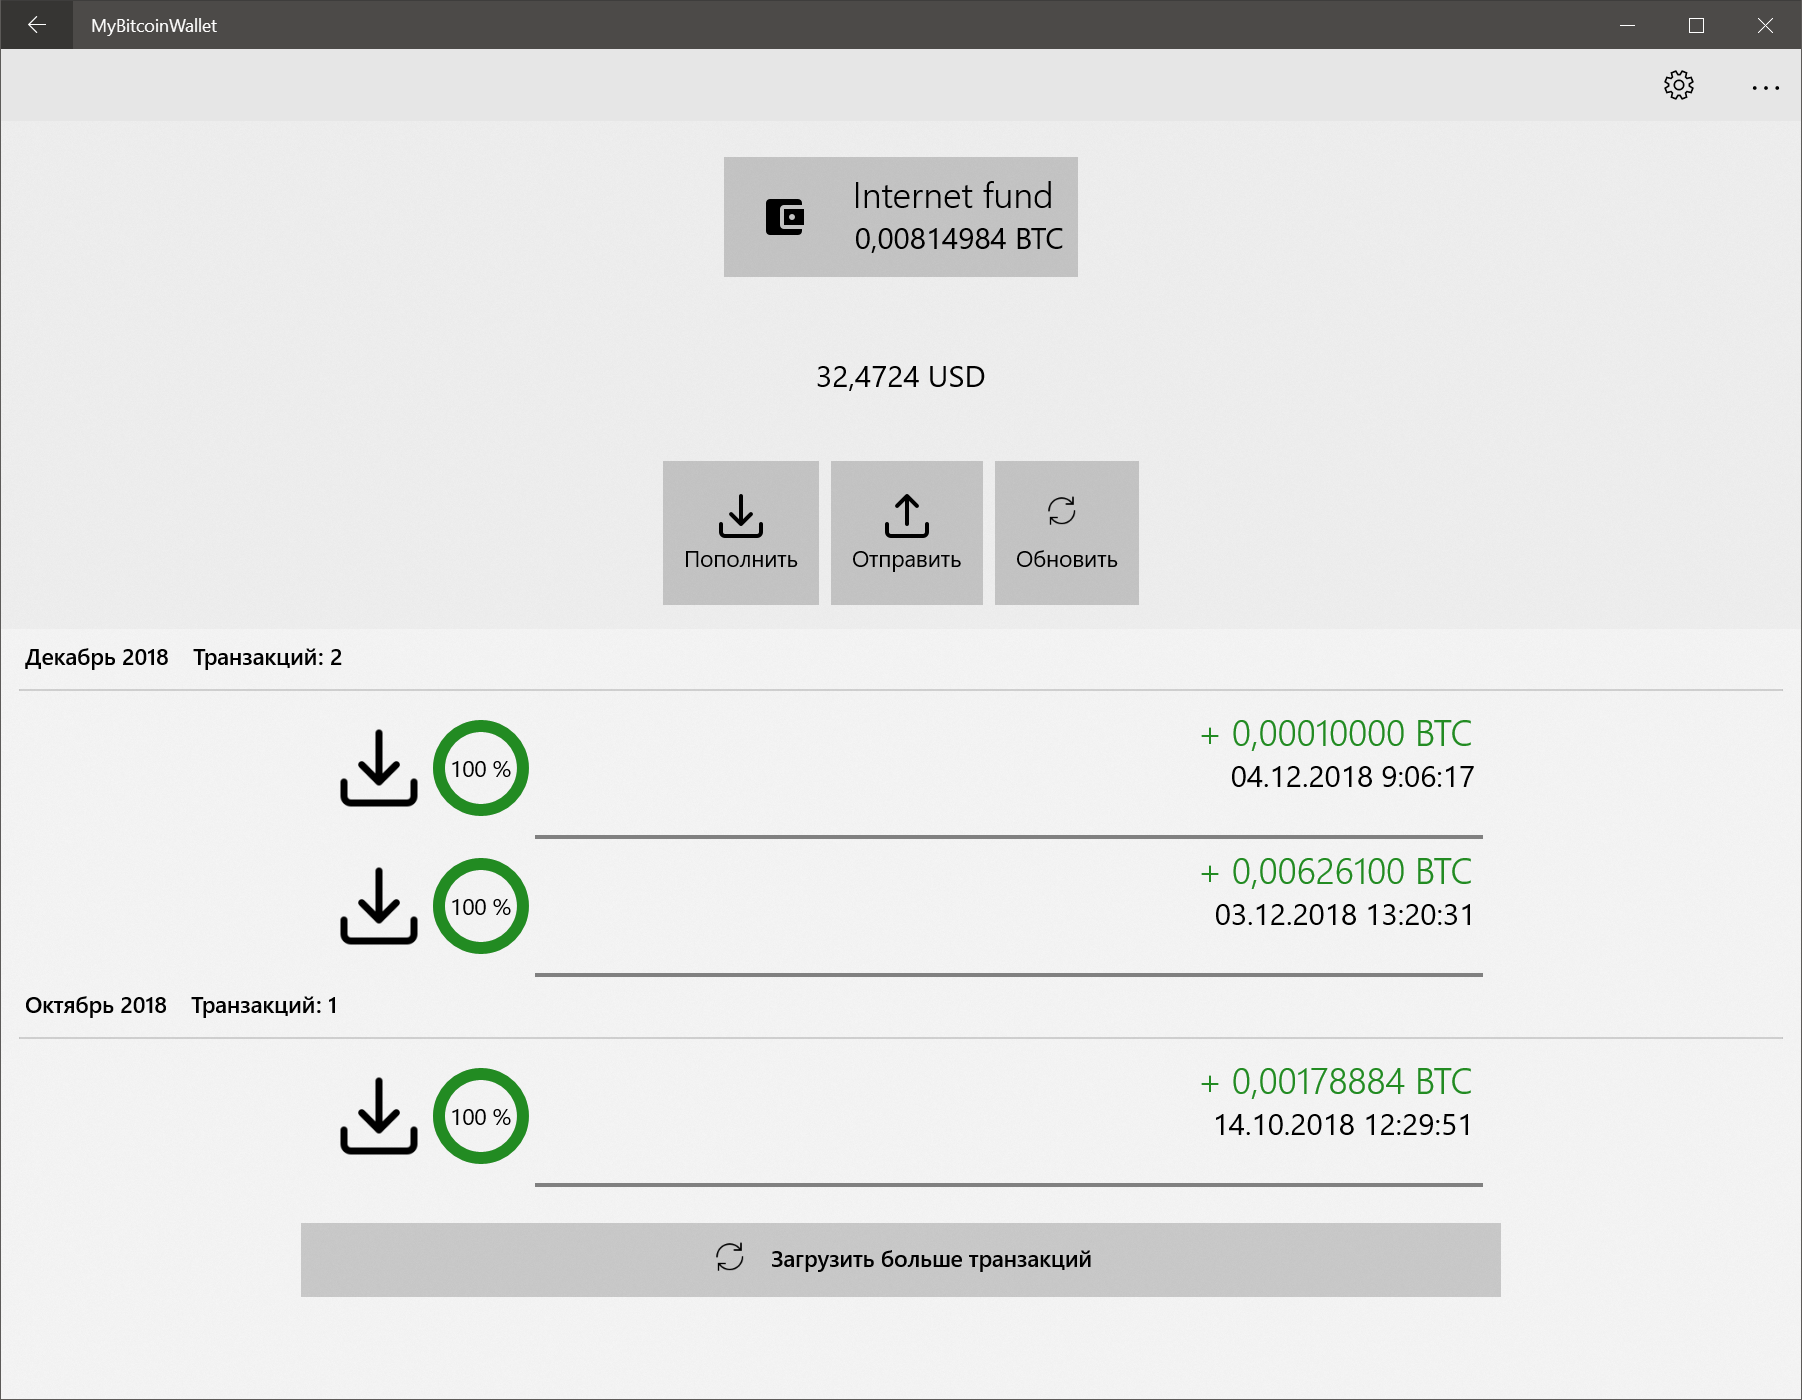 MyBitcoinWallet
Internet fund
0,00814984 BTC
32,4724 USD
Пополнить Отправить Обновить
Декабрь 2018 Транзакций: 2
100 % + 0,00010000 BTC
04.12.2018 9:06:17
100 % + 0,00626100 BTC
03.12.2018 13:20:31
Октябрь 2018 Транзакций: 1
100 % + 0,00178884 BTC
14.10.2018 12:29:51
Загрузить больше транзакций